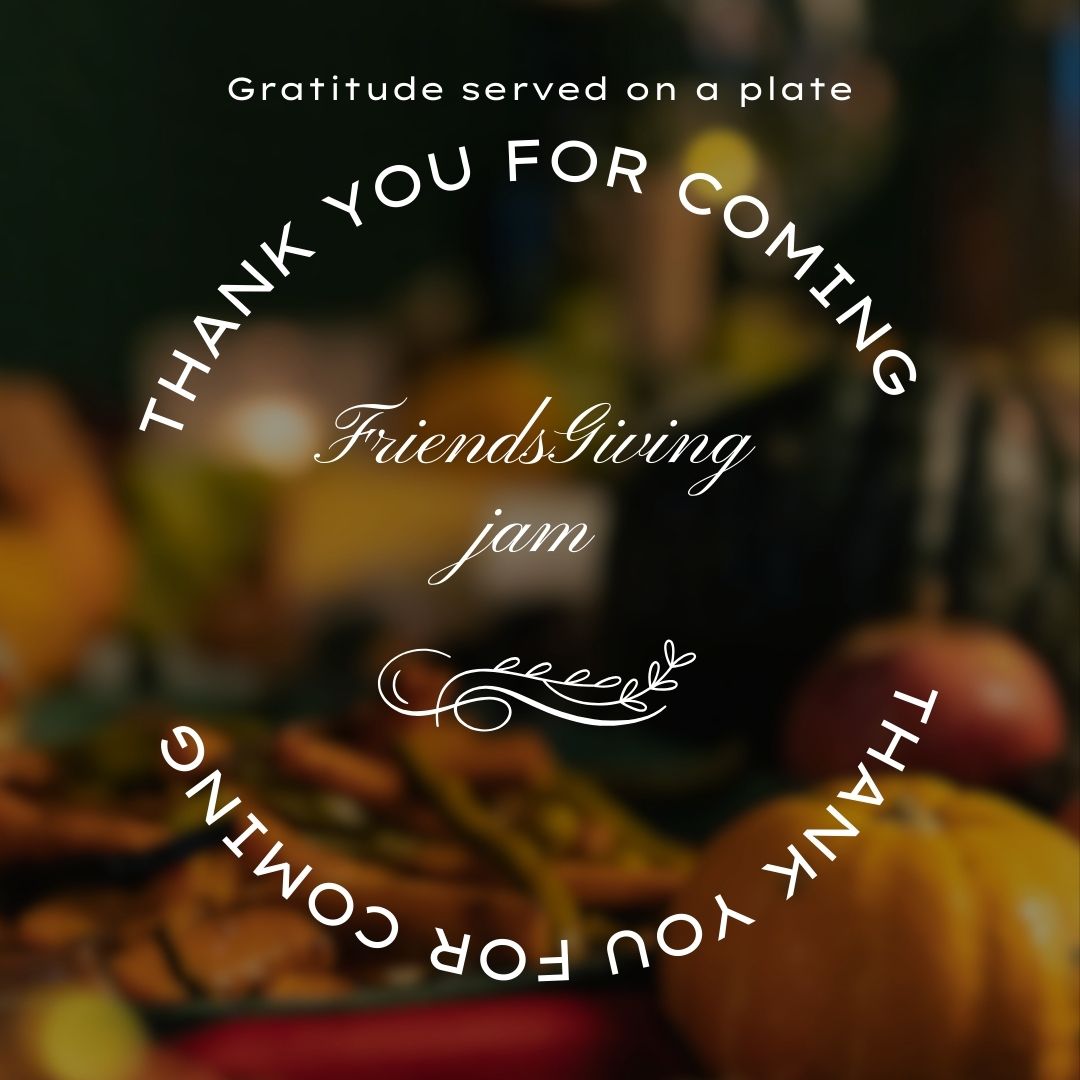 Gratitude served on a plate
THANK YOU FOR COMING
FriendsGiving
jam
THANK YOU FOR COMING